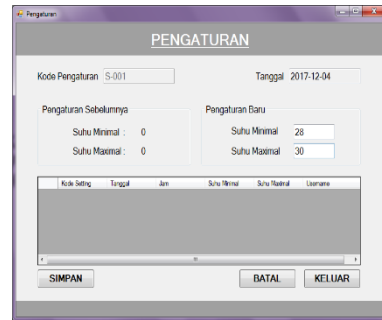 Pengaturan
PENGATURAN
Kode Pengaturan S-001 Tanggal 2017-12-04
Pengaturan Sebelumnya Pengaturan Baru
Suhu Minimal : 0 Suhu Minimal 28
Suhu Maximal : 0 Suhu Maximal 30
Kode Setting Tanggal Jam Suhu Minimal Suhu Maximal Username
SIMPAN BATAL KELUAR